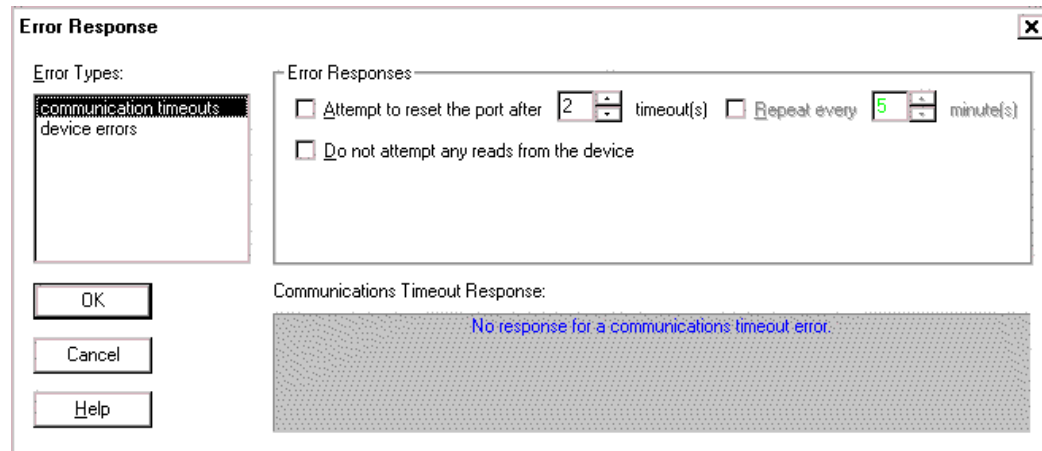 Error Response
Error Types:
communication timeouts
device errors
Error Responses
Attempt to reset the port after 2 timeout(s) Repeat every 5 minute(s)
Do not attempt any reads from the device
OK
Cancel
Help
Communications Timeout Response:
No response for a communications timeout error.